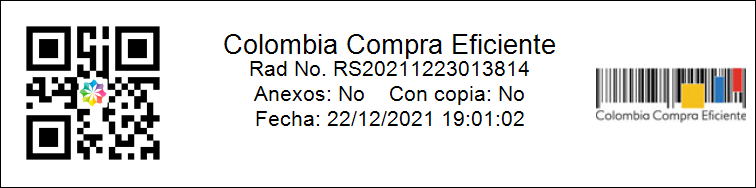 Colombia Compra Eficiente
Rad No. RS20211223013814
Anexos: No    Con copia: No
Fecha: 22/12/2021 19:01:02
Colombia Compra Eficiente